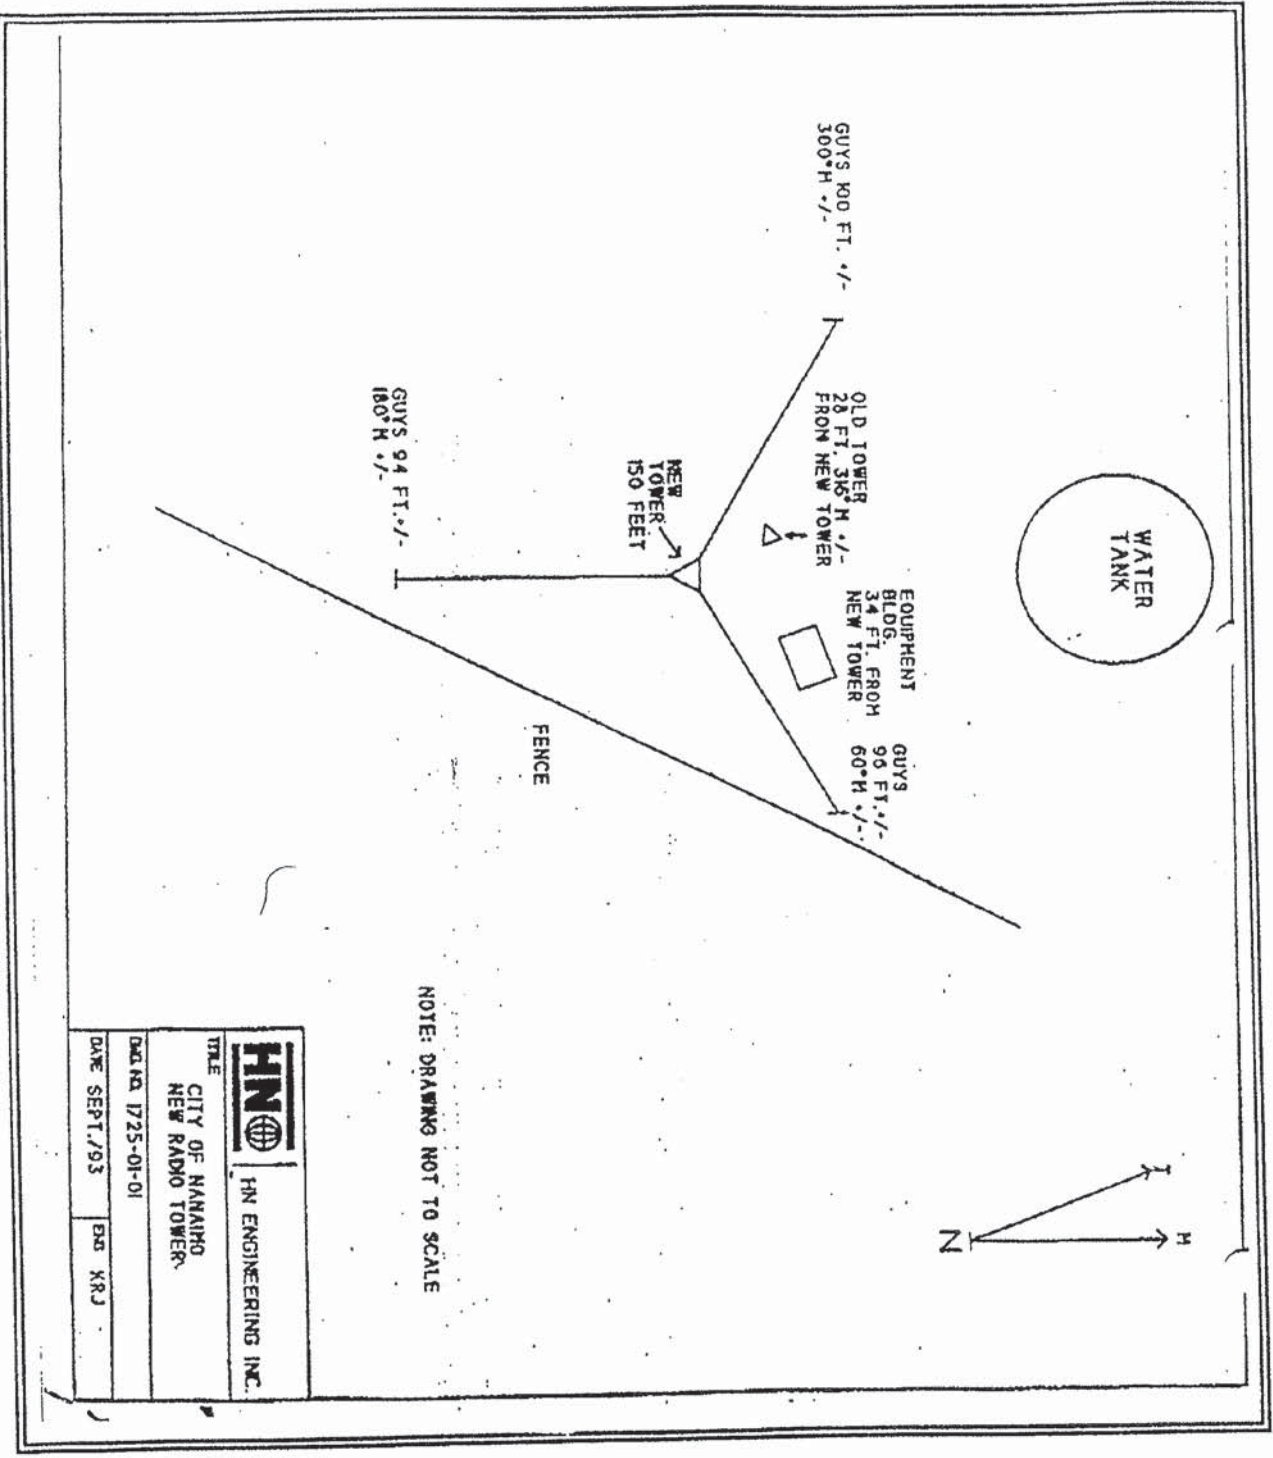 WATER
TANK
GUYS 100 FT. +/-
300°M +/-
OLD TOWER
28 FT. 316°M +/-
FROM NEW TOWER
EQUIPMENT
BLDG.
34 FT. FROM
NEW TOWER
GUYS
96 FT. +/-
60°M +/-
NEW
TOWER
150 FEET
GUYS 94 FT. +/-
180°M +/-
FENCE
M
T
N
NOTE: DRAWING NOT TO SCALE
HN
HN ENGINEERING INC.
TITLE
CITY OF NANAIMO
NEW RADIO TOWER
DWG NO. 1725-01-01
DATE SEPT./93
ENG KRJ